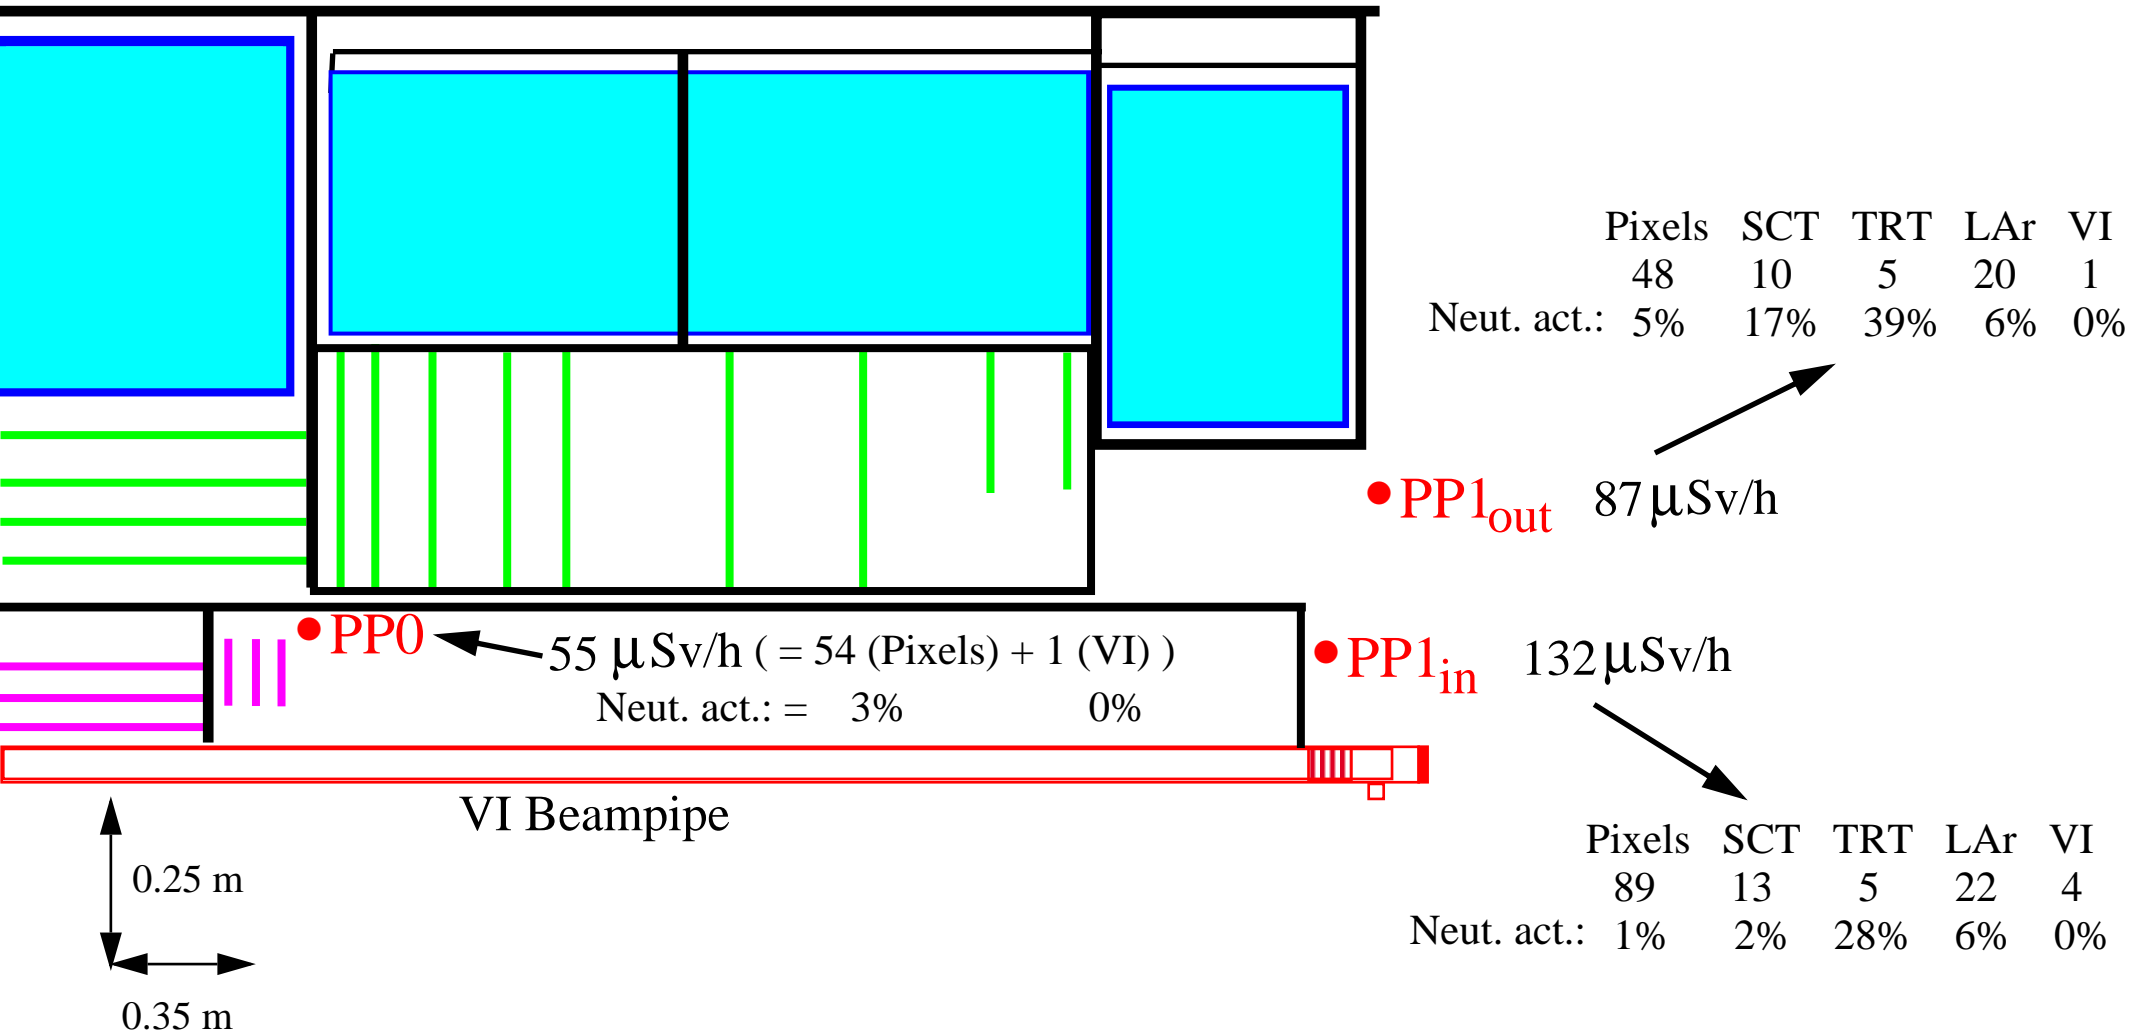 Pixels SCT TRT LAr VI
48 10 5 20 1
Neut. act.: 5% 17% 39% 6% 0%
PP1out 87 μSv/h
PP0 55 μSv/h ( = 54 (Pixels) + 1 (VI) )
Neut. act.: = 3% 0%
PP1in 132 μSv/h
VI Beampipe
Pixels SCT TRT LAr VI
89 13 5 22 4
Neut. act.: 1% 2% 28% 6% 0%
0.25 m
0.35 m